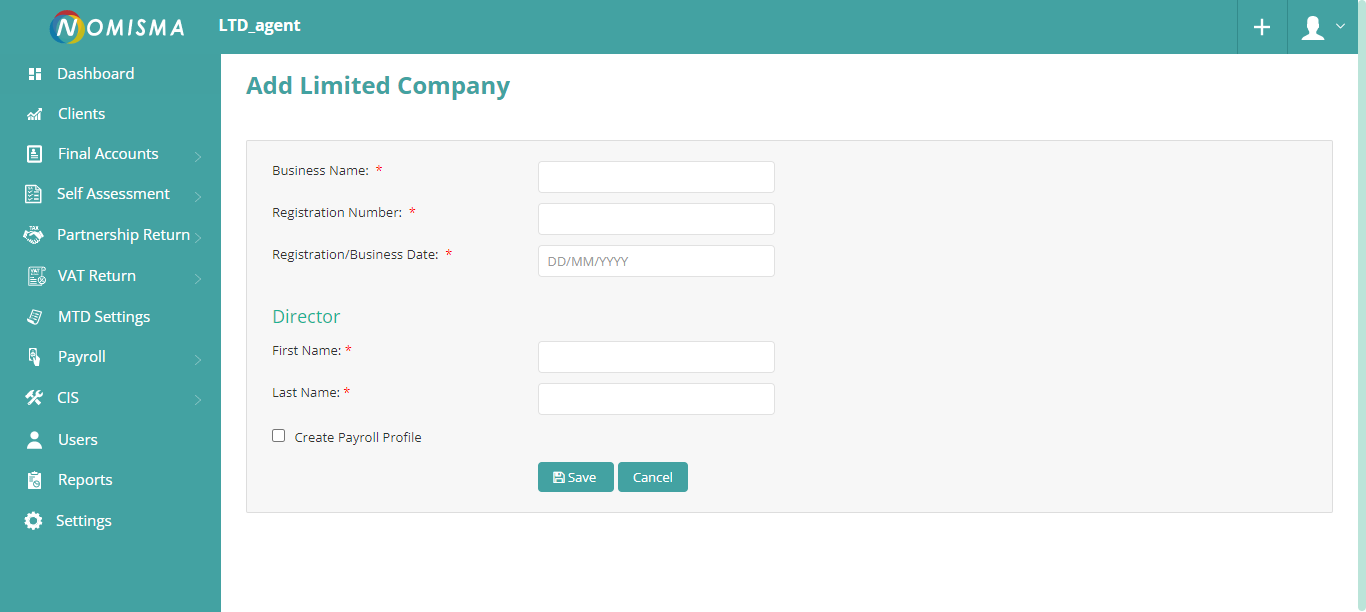 NOMISMA LTD_agent
Dashboard
Clients
Final Accounts
Self Assessment
Partnership Return
VAT Return
MTD Settings
Payroll
CIS
Users
Reports
Settings
Add Limited Company
Business Name: *
Registration Number: *
Registration/Business Date: * DD/MM/YYYY
Director
First Name: *
Last Name: *
Create Payroll Profile
Save Cancel